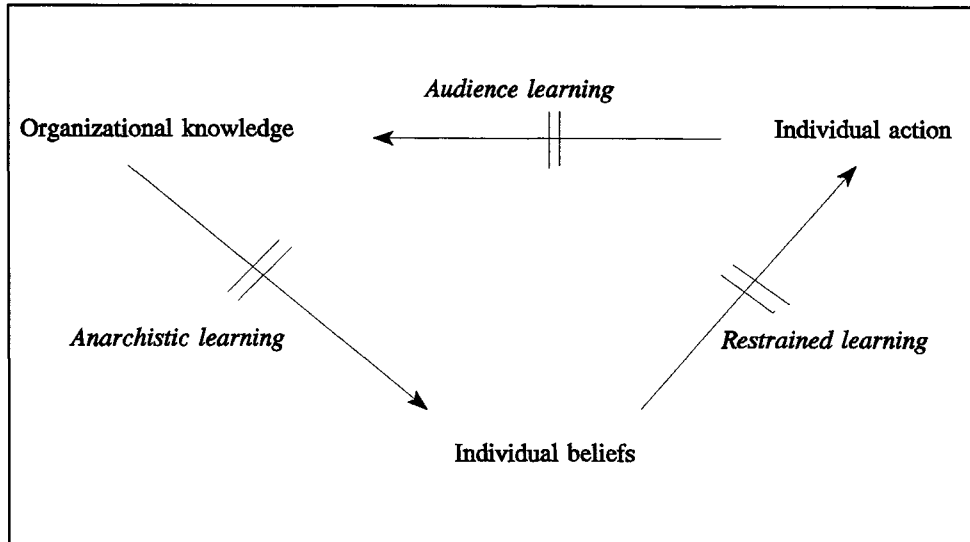 Audience learning
Organizational knowledge
Individual action
Anarchistic learning
Restrained learning
Individual beliefs